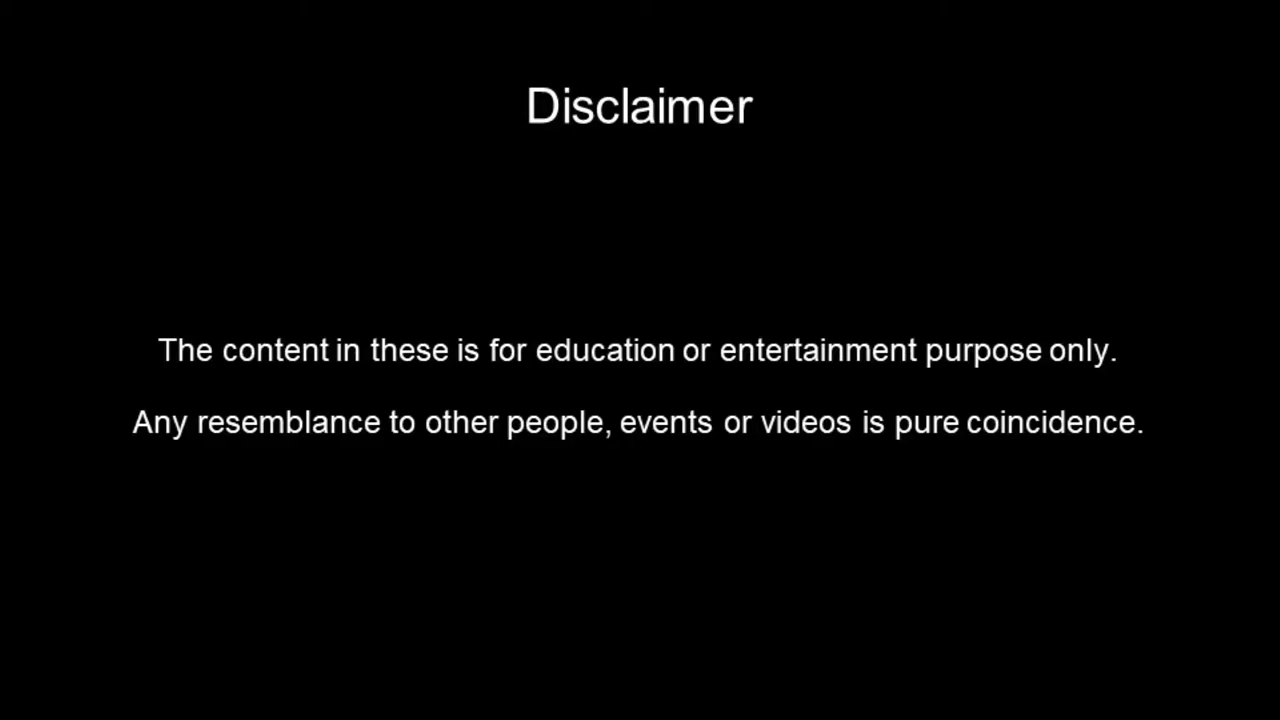 Disclaimer
The content in these is for education or entertainment purpose only.
Any resemblance to other people, events or videos is pure coincidence.